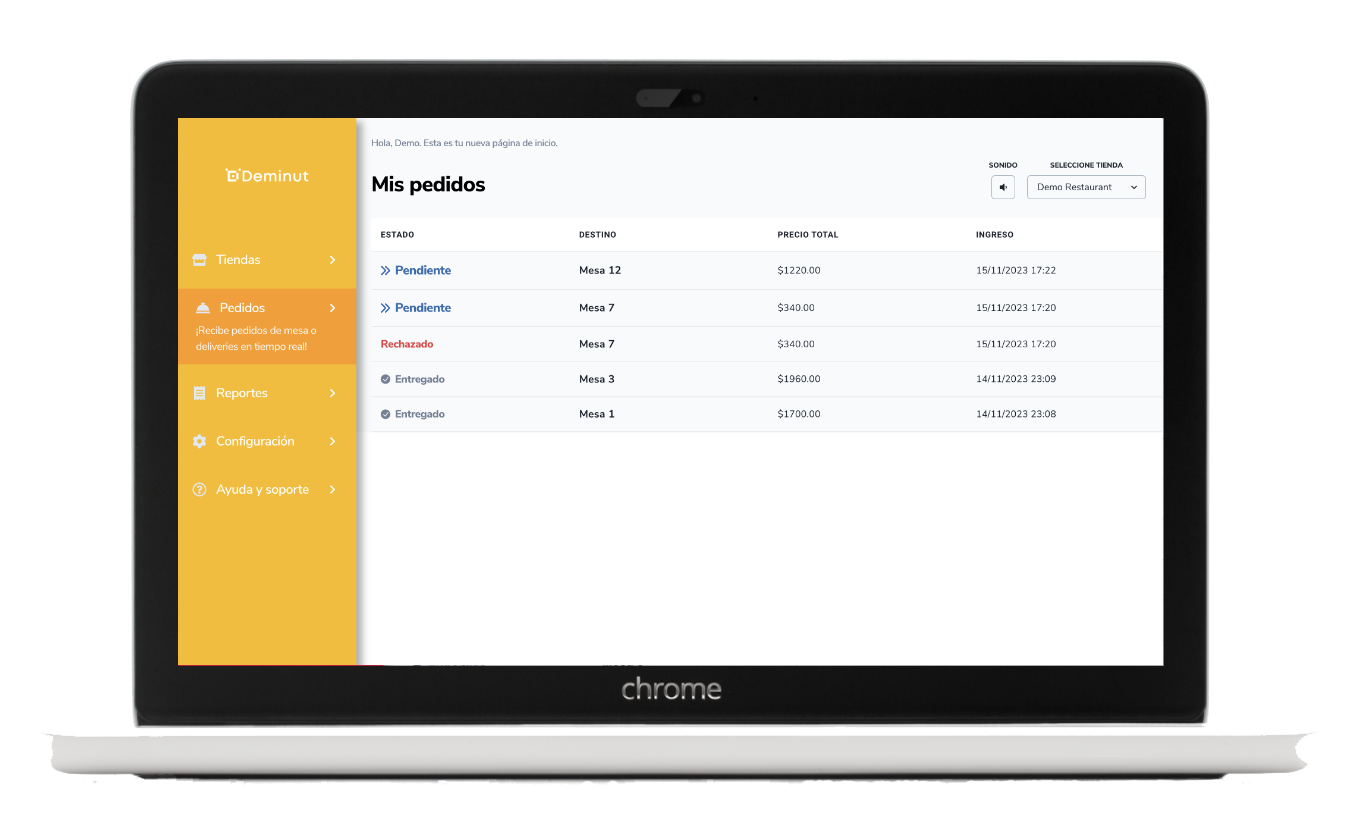 Deminut
Tiendas
Pedidos
¡Recibe pedidos de mesa o
deliveries en tiempo real!
Reportes
Configuración
Ayuda y soporte
Hola, Demo. Esta es tu nueva página de inicio.
Mis pedidos
SONIDO
SELECCIONE TIENDA
Demo Restaurant
ESTADO DESTINO PRECIO TOTAL INGRESO
Pendiente Mesa 12 $1220.00 15/11/2023 17:22
Pendiente Mesa 7 $340.00 15/11/2023 17:20
Rechazado Mesa 7 $340.00 15/11/2023 17:20
Entregado Mesa 3 $1960.00 14/11/2023 23:09
Entregado Mesa 1 $1700.00 14/11/2023 23:08
chrome